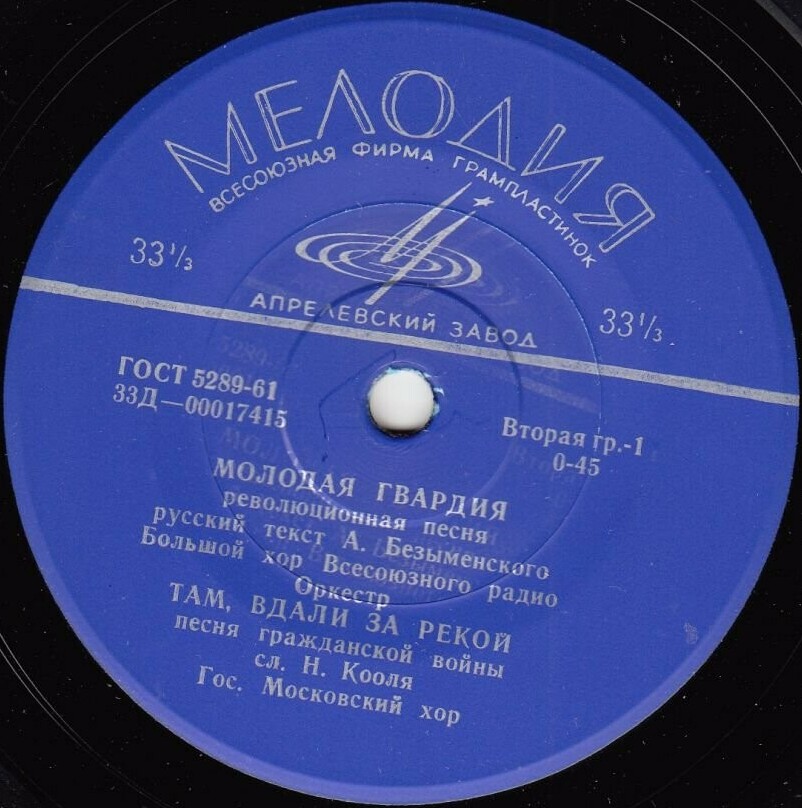 МЕЛОДИЯ
ВСЕСОЮЗНАЯ ФИРМА ГРАМПЛАСТИНОК
33⅓
33⅓
АПРЕЛЕВСКИЙ ЗАВОД
ГОСТ 5289-61
33Д—00017415
Вторая гр.-1
0-45
МОЛОДАЯ ГВАРДИЯ
революционная песня
русский текст А. Безыменского
Большой хор Всесоюзного радио
Оркестр
ТАМ, ВДАЛИ ЗА РЕКОЙ
песня гражданской войны
сл. Н. Кооля
Гос. Московский хор